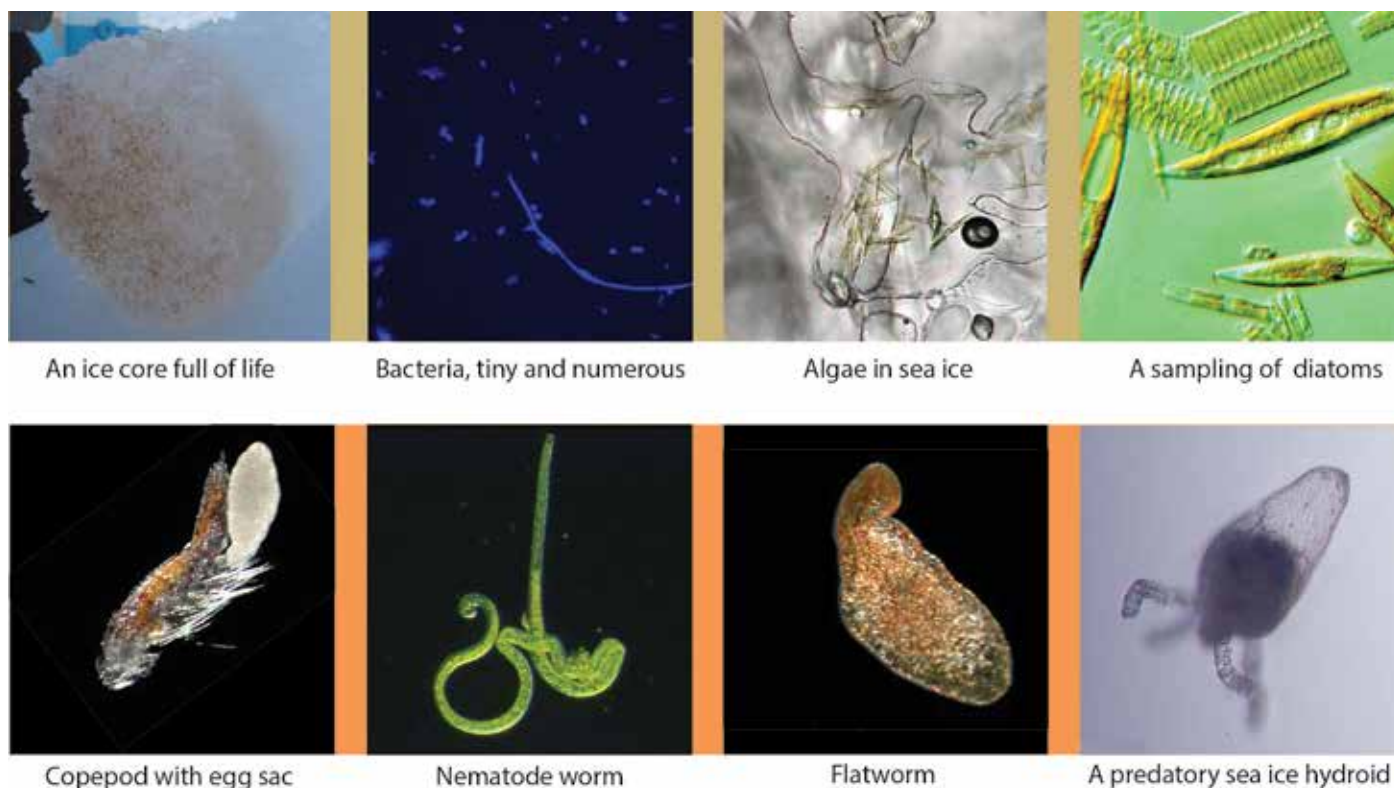 An ice core full of life
Bacteria, tiny and numerous
Algae in sea ice
A sampling of diatoms
Copepod with egg sac
Nematode worm
Flatworm
A predatory sea ice hydroid